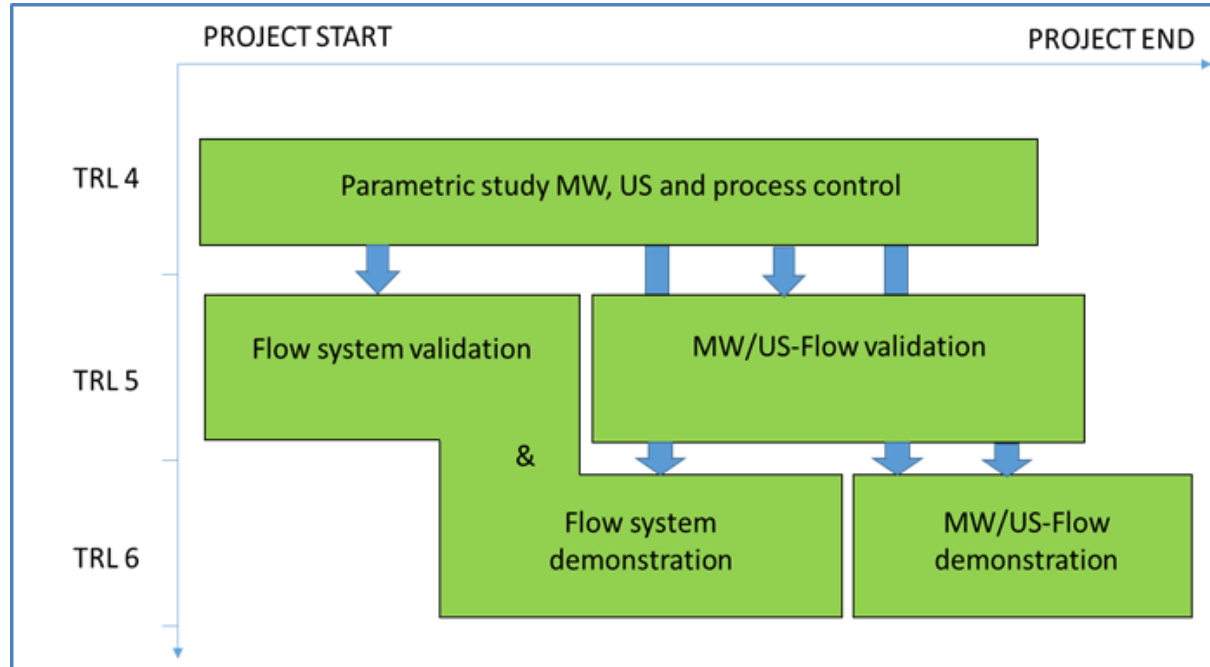 PROJECT START
PROJECT END
TRL 4
Parametric study MW, US and process control
TRL 5
Flow system validation
MW/US-Flow validation
&
TRL 6
Flow system
demonstration
MW/US-Flow
demonstration